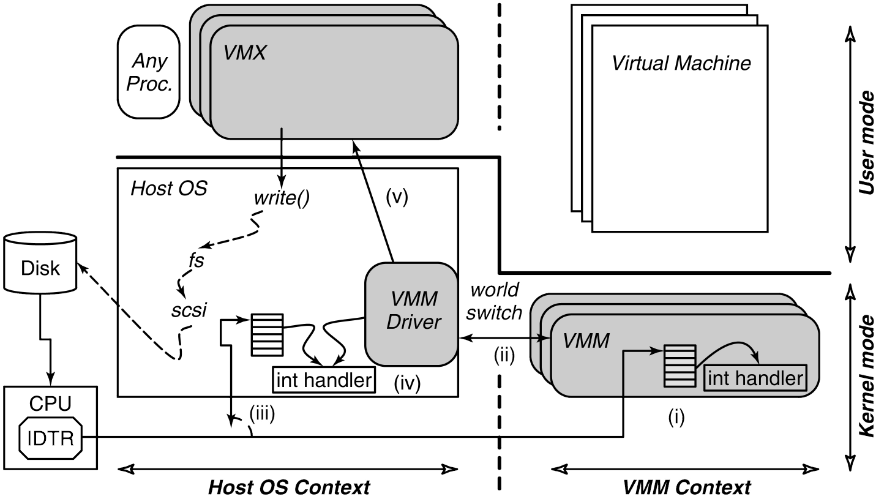 Any
Proc.
VMX
Virtual Machine
User mode
Host OS
write()
(v)
fs
Disk
scsi
VMM
Driver
world
switch
(ii)
VMM
int handler
(iv)
int handler
(i)
Kernel mode
CPU
IDTR
(iii)
Host OS Context
VMM Context